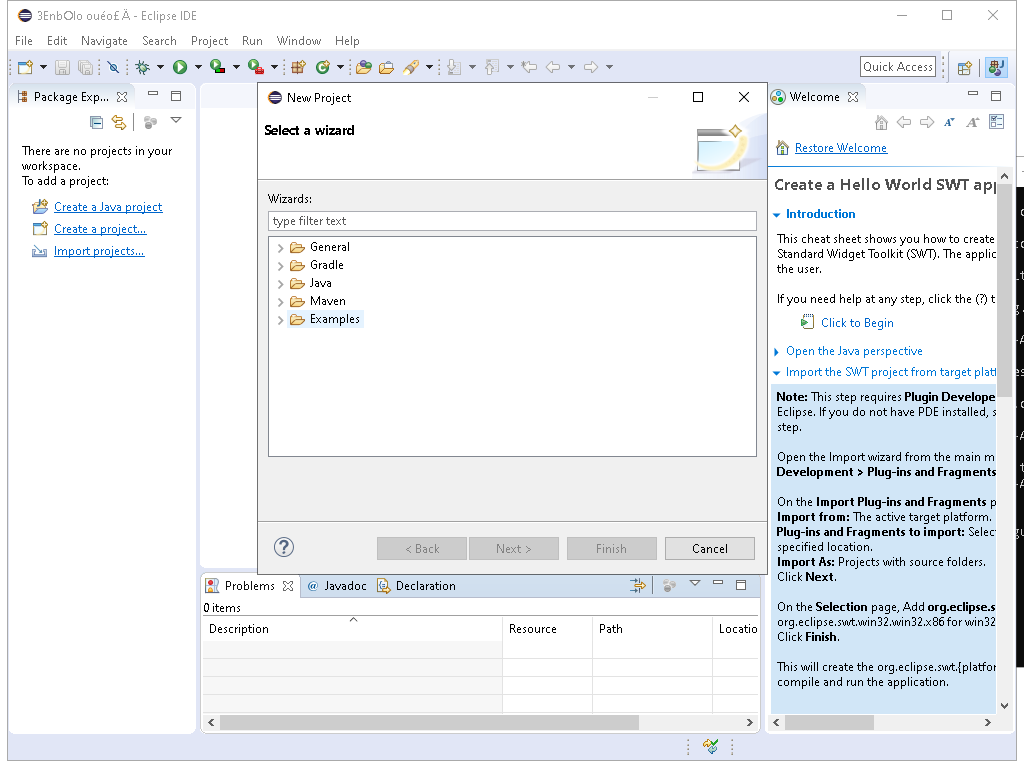 3EnbOlo ouéo£Ä - Eclipse IDE
File Edit Navigate Search Project Run Window Help
Quick Access
Package Exp...
There are no projects in your
workspace.
To add a project:
Create a Java project
Create a project...
Import projects...
New Project
Select a wizard
Wizards:
type filter text
General
Gradle
Java
Maven
Examples
?
< Back Next > Finish Cancel
Welcome
Restore Welcome
Create a Hello World SWT app
Introduction
This cheat sheet shows you how to create
Standard Widget Toolkit (SWT). The applic
the user.
If you need help at any step, click the (?) t
Click to Begin
Open the Java perspective
Import the SWT project from target platf
Note: This step requires Plugin Develope
Eclipse. If you do not have PDE installed, s
step.
Open the Import wizard from the main m
Development > Plug-ins and Fragments
On the Import Plug-ins and Fragments p
Import from: The active target platform.
Plug-ins and Fragments to import: Selec
specified location.
Import As: Projects with source folders.
Click Next.
On the Selection page, Add org.eclipse.s
org.eclipse.swt.win32.win32.x86 for win32
Click Finish.
This will create the org.eclipse.swt.{platfor
compile and run the application.
Problems @ Javadoc Declaration
0 items
Description Resource Path Locatio